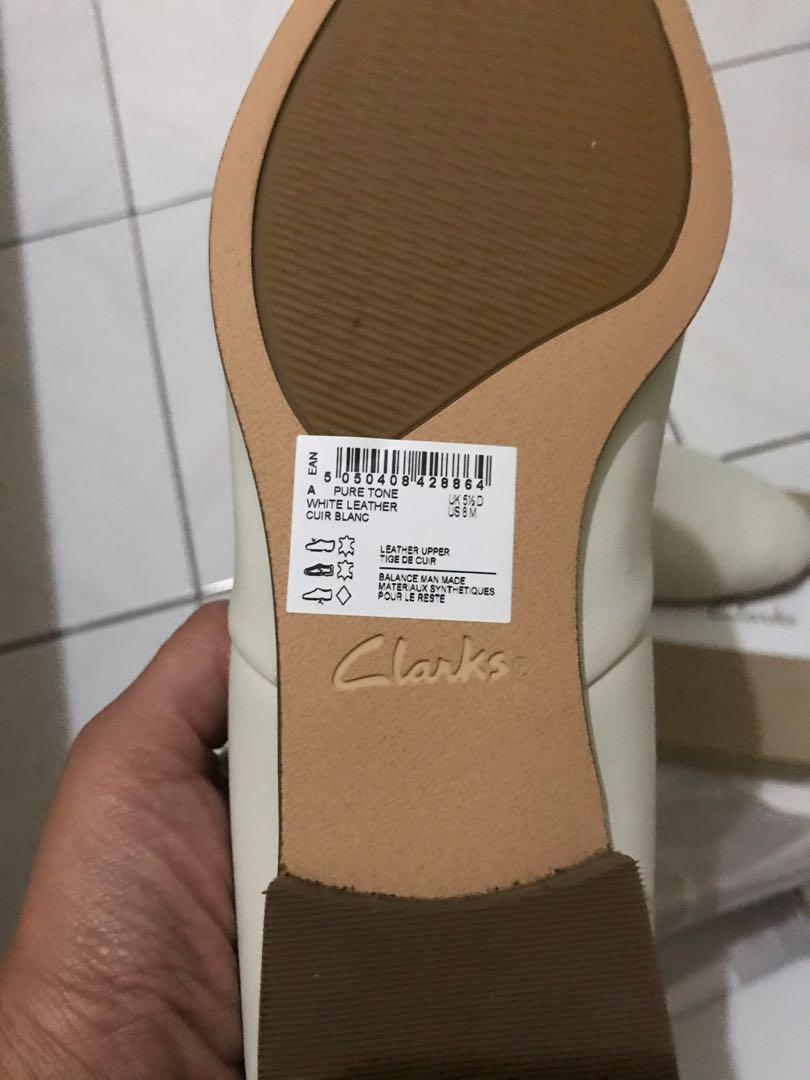 EAN
5 050408 428864
A PURE TONE
WHITE LEATHER
CUIR BLANC
UK 5½ D
US 8 M
LEATHER UPPER
TIGE DE CUIR
BALANCE MAN MADE
MATERIAUX SYNTHETIQUES
POUR LE RESTE
Clarks®
Clarks